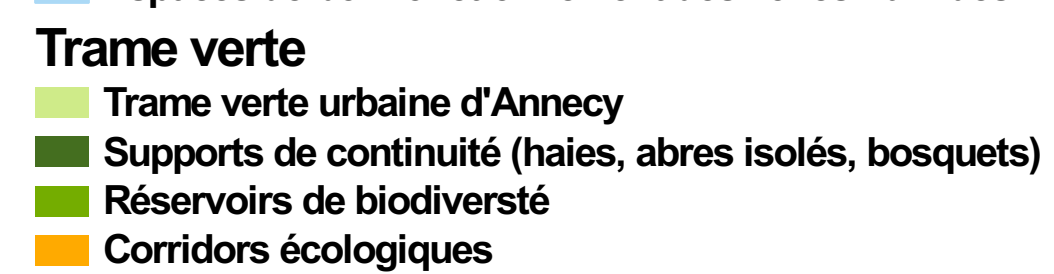 Trame verte
Trame verte urbaine d'Annecy
Supports de continuité (haies, abres isolés, bosquets)
Réservoirs de biodiversté
Corridors écologiques